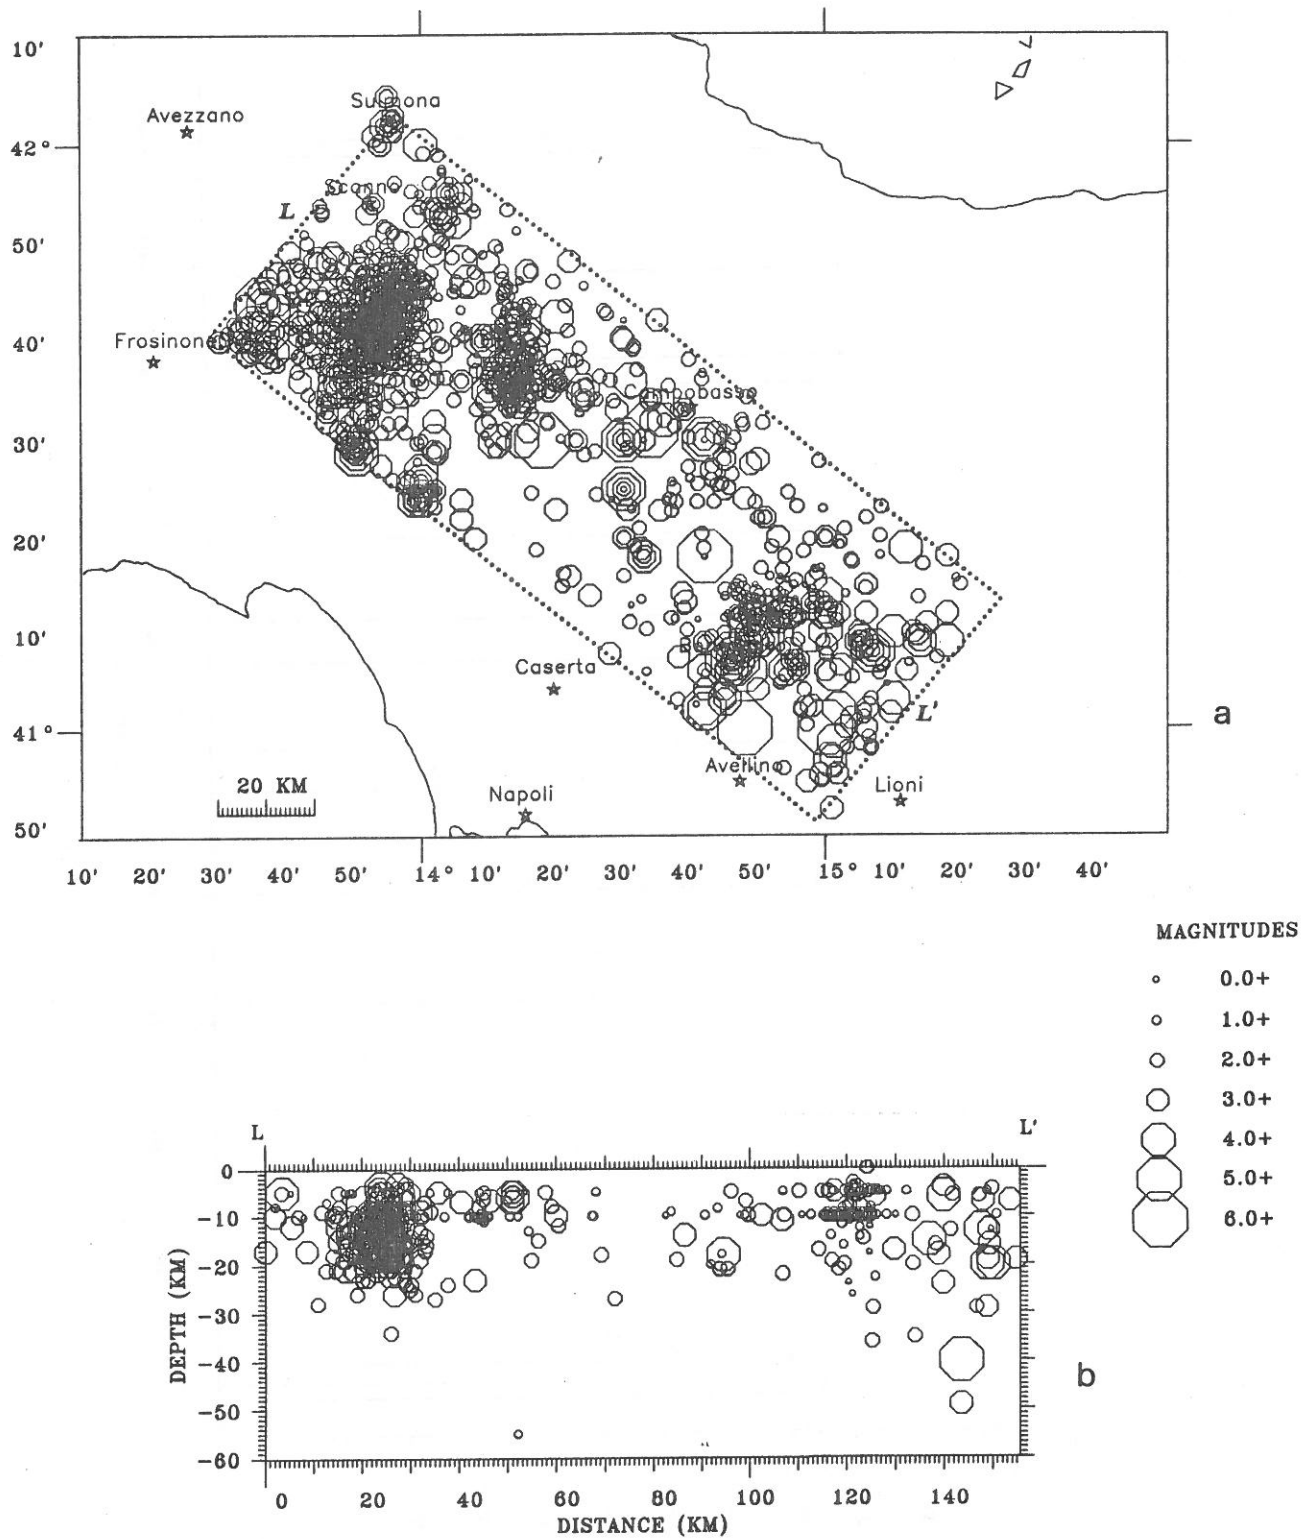 10'
Sulmona
Avezzano
42°
Scanno
L
50'
40'
Frosinone
Campobasso
30'
20'
10'
Caserta
L'
a
41°
Avellino
20 KM
Lioni
Napoli
50'
10' 20' 30' 40' 50' 14° 10' 20' 30' 40' 50' 15° 10' 20' 30' 40'
MAGNITUDES
0.0+
1.0+
2.0+
3.0+
4.0+
5.0+
6.0+
L L'
0
-10
-20
-30
-40
-50
-60
DEPTH (KM)
b
0 20 40 60 80 100 120 140
DISTANCE (KM)